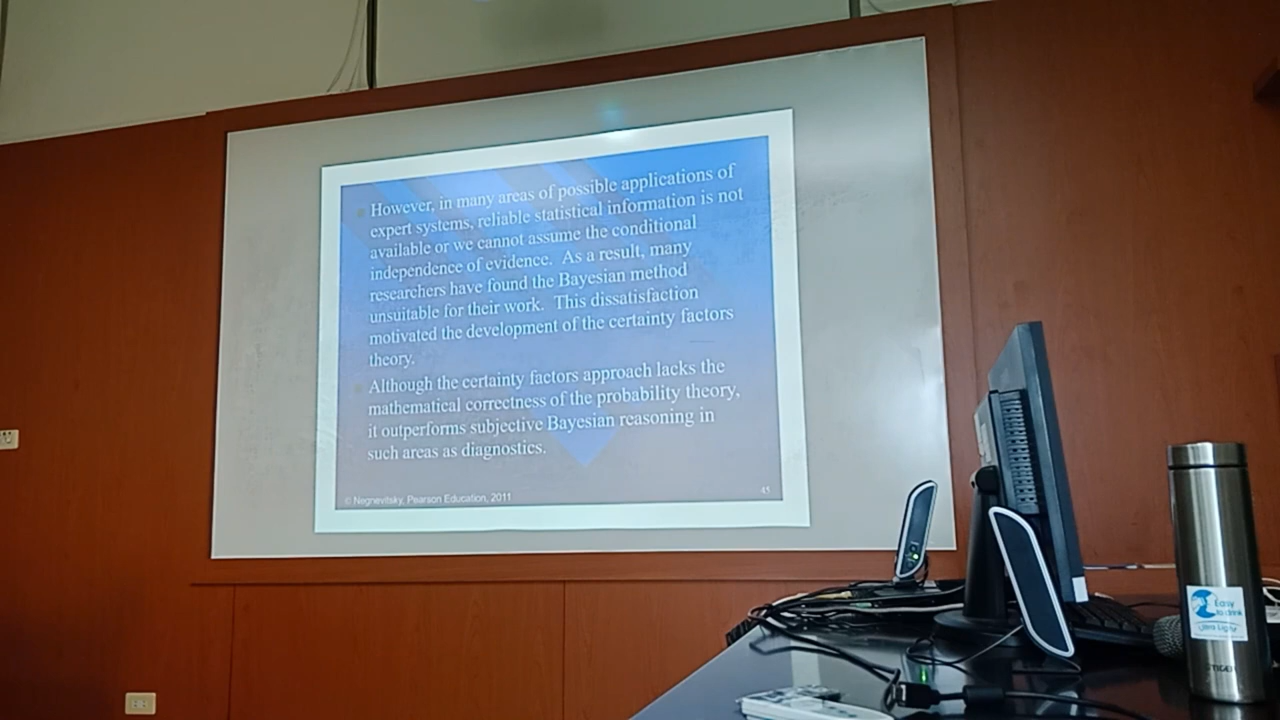 However, in many areas of possible applications of
expert systems, reliable statistical information is not
available or we cannot assume the conditional
independence of evidence. As a result, many
researchers have found the Bayesian method
unsuitable for their work. This dissatisfaction
motivated the development of the certainty factors
theory.
Although the certainty factors approach lacks the
mathematical correctness of the probability theory,
it outperforms subjective Bayesian reasoning in
such areas as diagnostics.
© Negnevitsky, Pearson Education, 2011
Easy
to drink
Ultra Light
TIGER